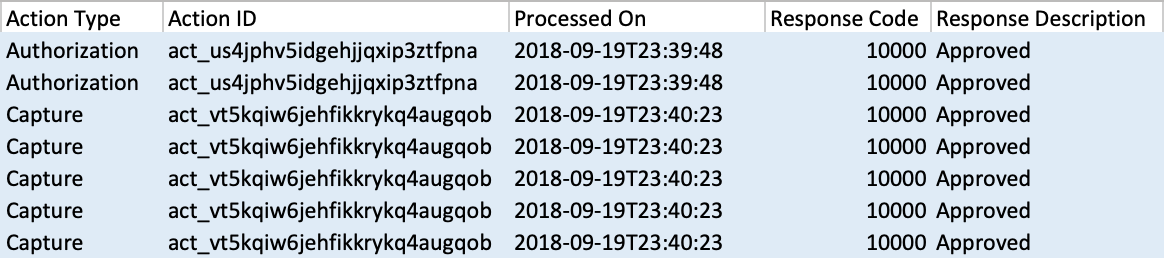 Action Type Action ID Processed On Response Code Response Description
Authorization act_us4jphv5idgehjjqxip3ztfpna 2018-09-19T23:39:48 10000 Approved
Authorization act_us4jphv5idgehjjqxip3ztfpna 2018-09-19T23:39:48 10000 Approved
Capture act_vt5kqiw6jehfikkrykq4augqob 2018-09-19T23:40:23 10000 Approved
Capture act_vt5kqiw6jehfikkrykq4augqob 2018-09-19T23:40:23 10000 Approved
Capture act_vt5kqiw6jehfikkrykq4augqob 2018-09-19T23:40:23 10000 Approved
Capture act_vt5kqiw6jehfikkrykq4augqob 2018-09-19T23:40:23 10000 Approved
Capture act_vt5kqiw6jehfikkrykq4augqob 2018-09-19T23:40:23 10000 Approved